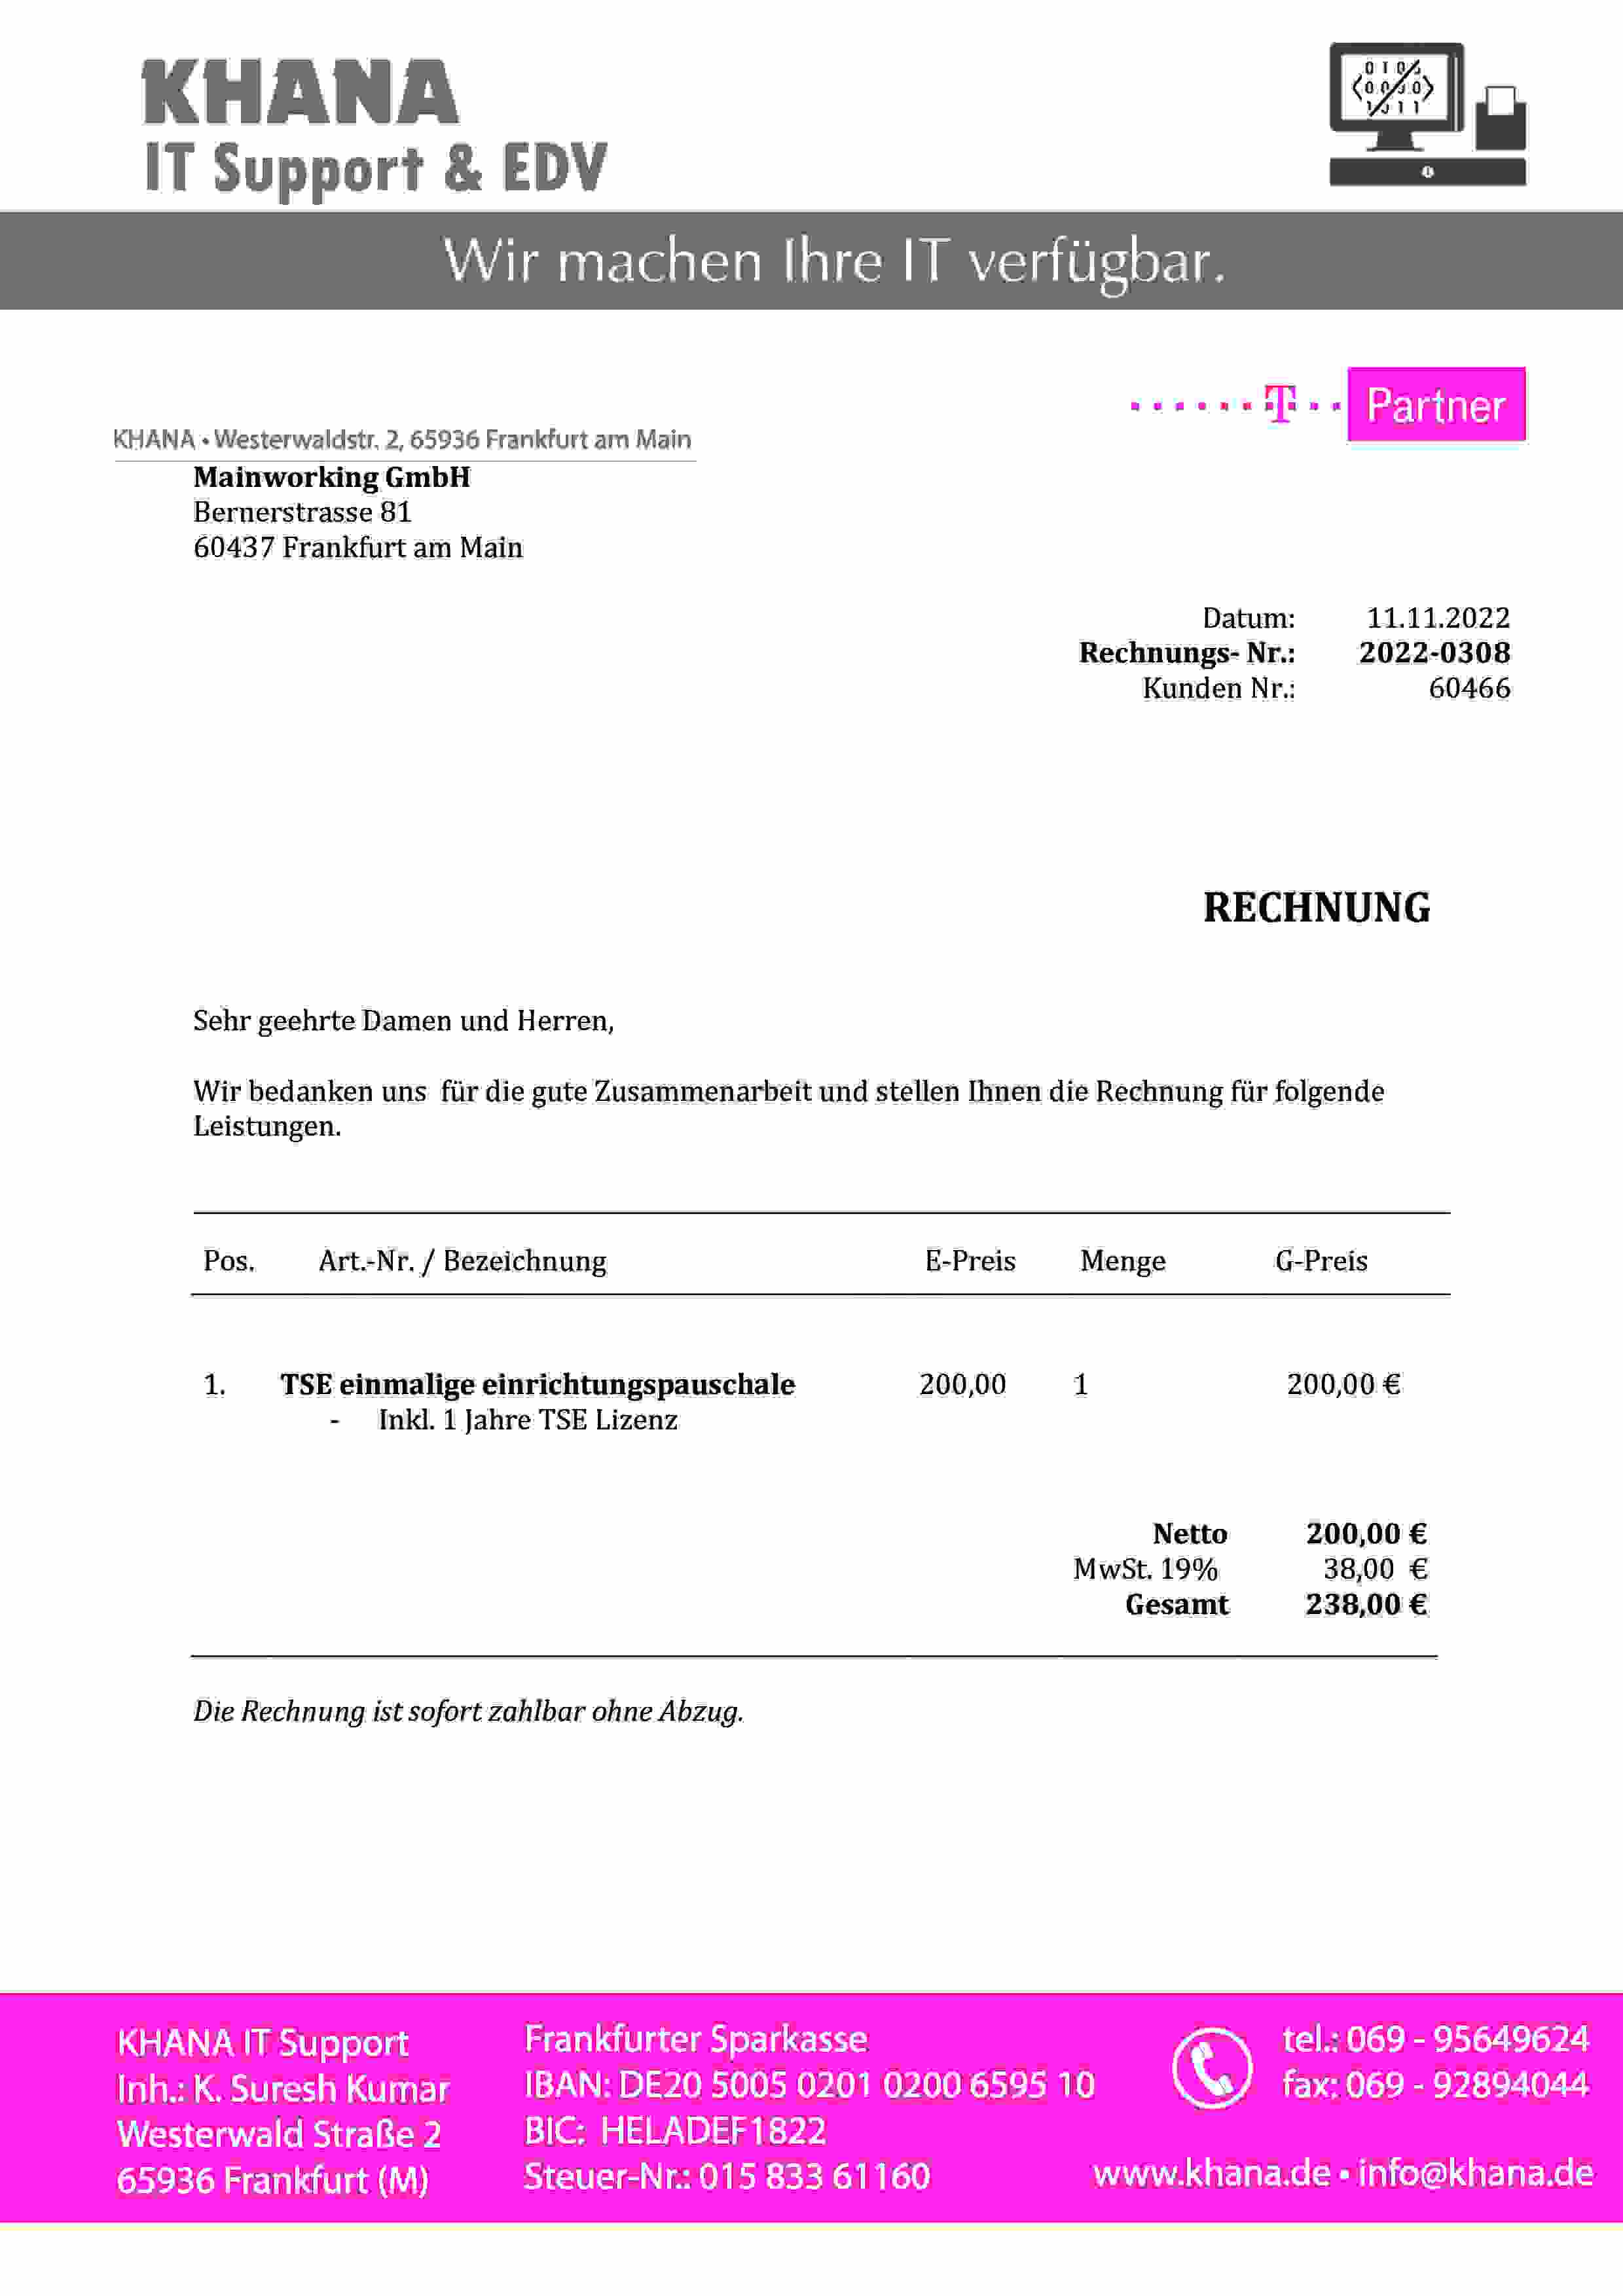 KHANA
IT Support & EDV
Wir machen Ihre IT verfügbar.
T Partner
KHANA • Westerwaldstr. 2, 65936 Frankfurt am Main
Mainworking GmbH
Bernerstrasse 81
60437 Frankfurt am Main
Datum: 11.11.2022
Rechnungs- Nr.: 2022-0308
Kunden Nr.: 60466
RECHNUNG
Sehr geehrte Damen und Herren,
Wir bedanken uns für die gute Zusammenarbeit und stellen Ihnen die Rechnung für folgende
Leistungen.
Pos. Art.-Nr. / Bezeichnung E-Preis Menge G-Preis
1. TSE einmalige einrichtungspauschale 200,00 1 200,00 €
- Inkl. 1 Jahre TSE Lizenz
Netto 200,00 €
MwSt. 19% 38,00 €
Gesamt 238,00 €
Die Rechnung ist sofort zahlbar ohne Abzug.
KHANA IT Support
Inh.: K. Suresh Kumar
Westerwald Straße 2
65936 Frankfurt (M)
Frankfurter Sparkasse
IBAN: DE20 5005 0201 0200 6595 10
BIC: HELADEF1822
Steuer-Nr.: 015 833 61160
tel.: 069 - 95649624
fax: 069 - 92894044
www.khana.de • info@khana.de